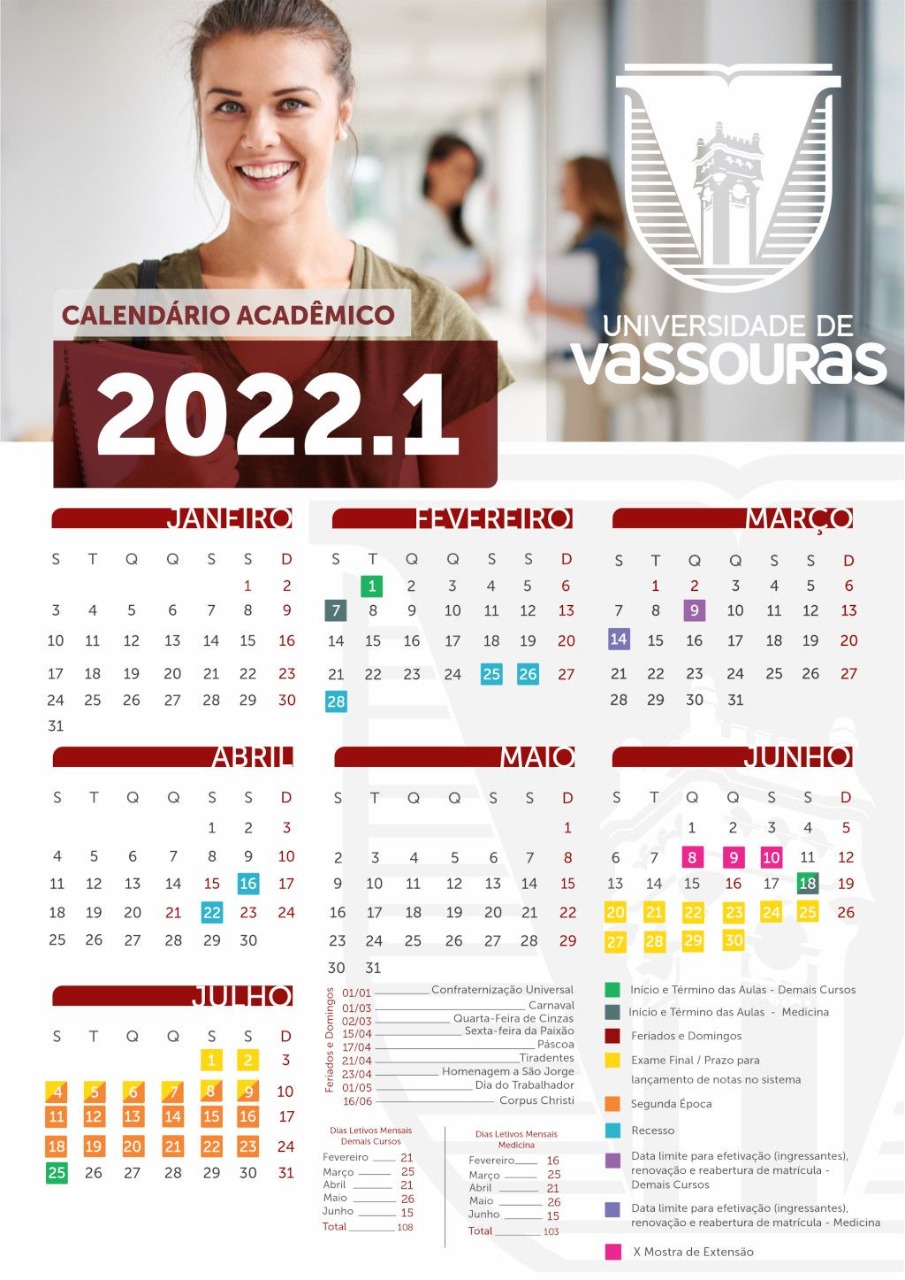 CALENDÁRIO ACADÊMICO
2022.1
UNIVERSIDADE DE
VASSOURAS
JANEIRO
S T Q Q S S D
1 2
3 4 5 6 7 8 9
10 11 12 13 14 15 16
17 18 19 20 21 22 23
24 25 26 27 28 29 30
31
FEVEREIRO
S T Q Q S S D
1 2 3 4 5 6
7 8 9 10 11 12 13
14 15 16 17 18 19 20
21 22 23 24 25 26 27
28
MARÇO
S T Q Q S S D
1 2 3 4 5 6
7 8 9 10 11 12 13
14 15 16 17 18 19 20
21 22 23 24 25 26 27
28 29 30 31
ABRIL
S T Q Q S S D
1 2 3
4 5 6 7 8 9 10
11 12 13 14 15 16 17
18 19 20 21 22 23 24
25 26 27 28 29 30
MAIO
S T Q Q S S D
1
2 3 4 5 6 7 8
9 10 11 12 13 14 15
16 17 18 19 20 21 22
23 24 25 26 27 28 29
30 31
JUNHO
S T Q Q S S D
1 2 3 4 5
6 7 8 9 10 11 12
13 14 15 16 17 18 19
20 21 22 23 24 25 26
27 28 29 30
JULHO
S T Q Q S S D
1 2 3
4 5 6 7 8 9 10
11 12 13 14 15 16 17
18 19 20 21 22 23 24
25 26 27 28 29 30 31
Feriados e Domingos
01/01 Confraternização Universal
01/03 Carnaval
02/03 Quarta-Feira de Cinzas
15/04 Sexta-feira da Paixão
17/04 Páscoa
21/04 Tiradentes
23/04 Homenagem a São Jorge
01/05 Dia do Trabalhador
16/06 Corpus Christi
Dias Letivos Mensais
Demais Cursos
Fevereiro 21
Março 25
Abril 21
Maio 26
Junho 15
Total 108
Dias Letivos Mensais
Medicina
Fevereiro 16
Março 25
Abril 21
Maio 26
Junho 15
Total 103
Início e Término das Aulas - Demais Cursos
Início e Término das Aulas - Medicina
Feriados e Domingos
Exame Final / Prazo para
lançamento de notas no sistema
Segunda Época
Recesso
Data limite para efetivação (ingressantes),
renovação e reabertura de matrícula -
Demais Cursos
Data limite para efetivação (ingressantes),
renovação e reabertura de matrícula - Medicina
X Mostra de Extensão